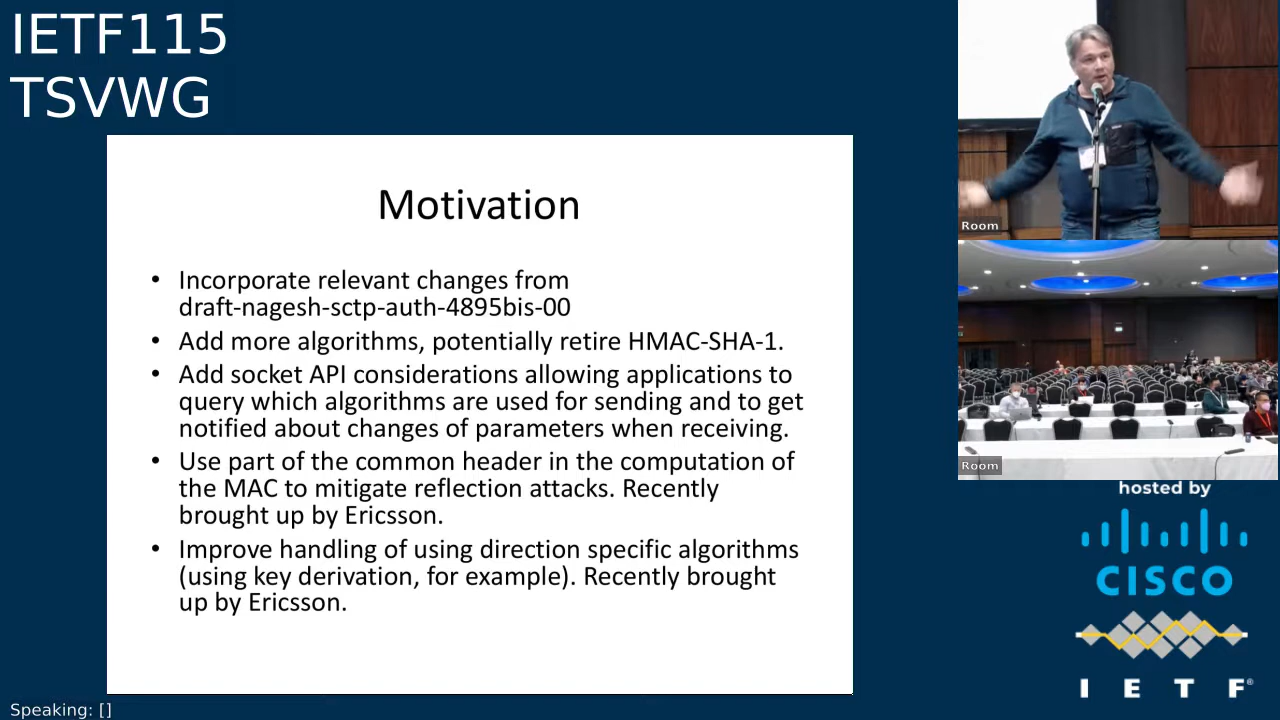 IETF115
TSVWG
Motivation
• Incorporate relevant changes from
draft-nagesh-sctp-auth-4895bis-00
• Add more algorithms, potentially retire HMAC-SHA-1.
• Add socket API considerations allowing applications to
query which algorithms are used for sending and to get
notified about changes of parameters when receiving.
• Use part of the common header in the computation of
the MAC to mitigate reflection attacks. Recently
brought up by Ericsson.
• Improve handling of using direction specific algorithms
(using key derivation, for example). Recently brought
up by Ericsson.
Room
Room
hosted by
CISCO
I E T F®
Speaking: []